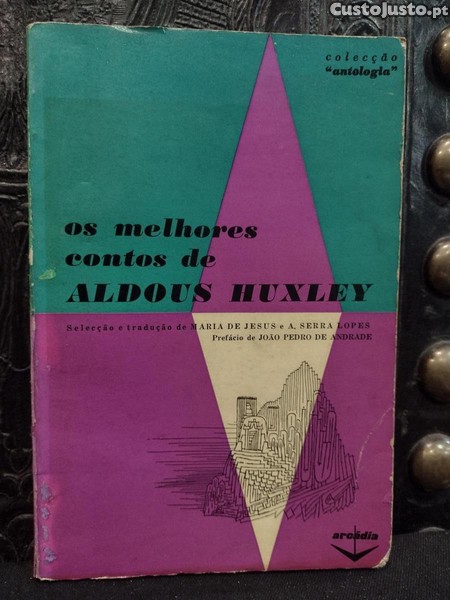 CustoJusto.pt
colecção
"antologia"
os melhores
contos de
ALDOUS HUXLEY
Selecção e tradução de MARIA DE JESUS e A. SERRA LOPES
Prefácio de JOÃO PEDRO DE ANDRADE
arcádia